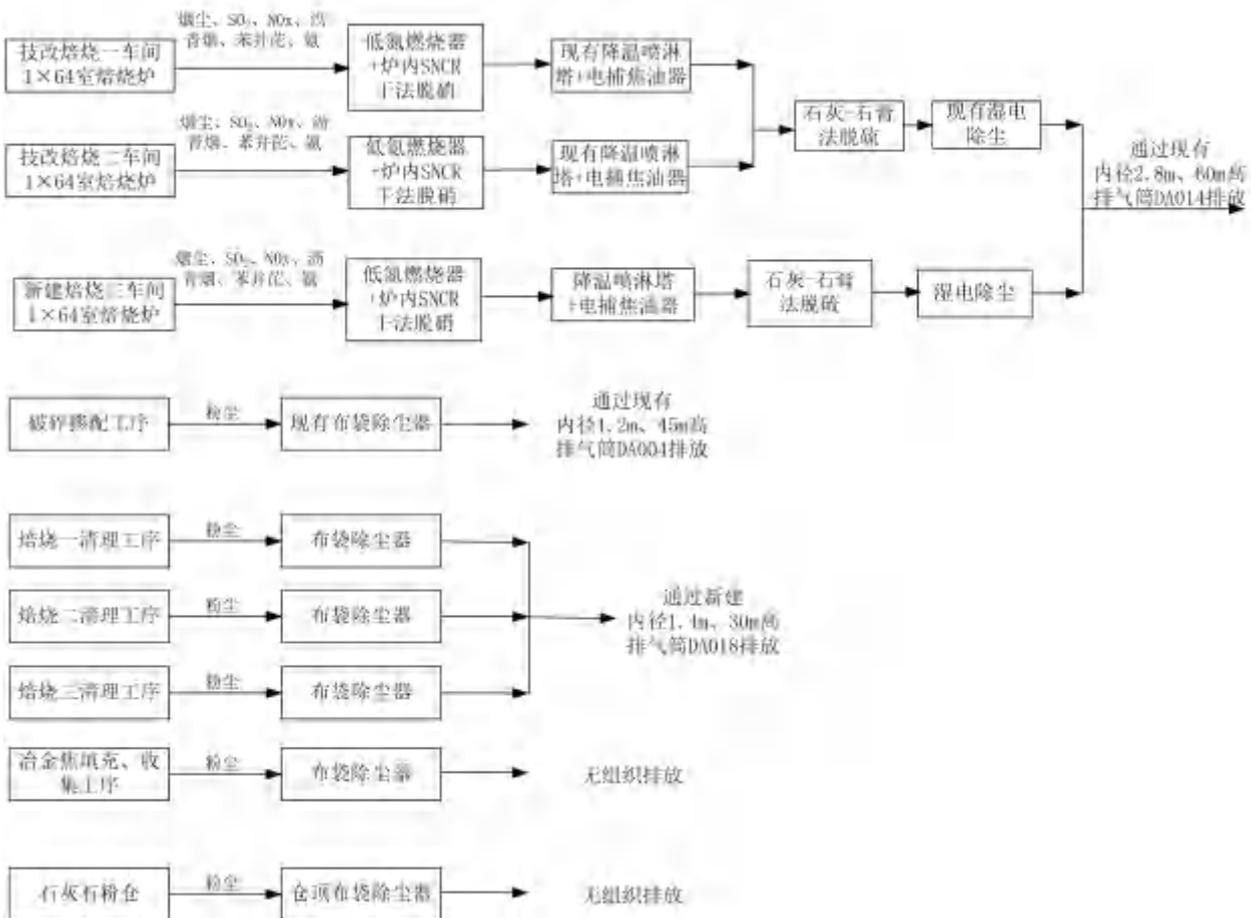 烟尘、SO₂、NOx、沥
青烟、苯并芘、氨
技改焙烧一车间
1×64室焙烧炉
低氮燃烧器
+炉内SNCR
干法脱硝
现有降温喷淋
塔+电捕焦油器
烟尘、SO₂、NOx、沥
青烟、苯并芘、氨
技改焙烧二车间
1×64室焙烧炉
低氮燃烧器
+炉内SNCR
干法脱硝
现有降温喷淋
塔+电捕焦油器
石灰-石膏
法脱硫
现有湿电
除尘
通过现有
内径2.8m、60m高
排气筒DA014排放
烟尘、SO₂、NOx、沥
青烟、苯并芘、氨
新建焙烧三车间
1×64室焙烧炉
低氮燃烧器
+炉内SNCR
干法脱硝
降温喷淋塔
+电捕焦油器
石灰-石膏
法脱硫
湿电除尘
破碎搭配工序
粉尘
现有布袋除尘器
通过现有
内径1.2m、45m高
排气筒DA004排放
焙烧一清理工序
粉尘
布袋除尘器
焙烧二清理工序
粉尘
布袋除尘器
通过新建
内径1.4m、30m高
排气筒DA018排放
焙烧三清理工序
粉尘
布袋除尘器
冶金焦填充、收
集工序
粉尘
布袋除尘器
无组织排放
石灰石粉仓
粉尘
仓顶布袋除尘器
无组织排放